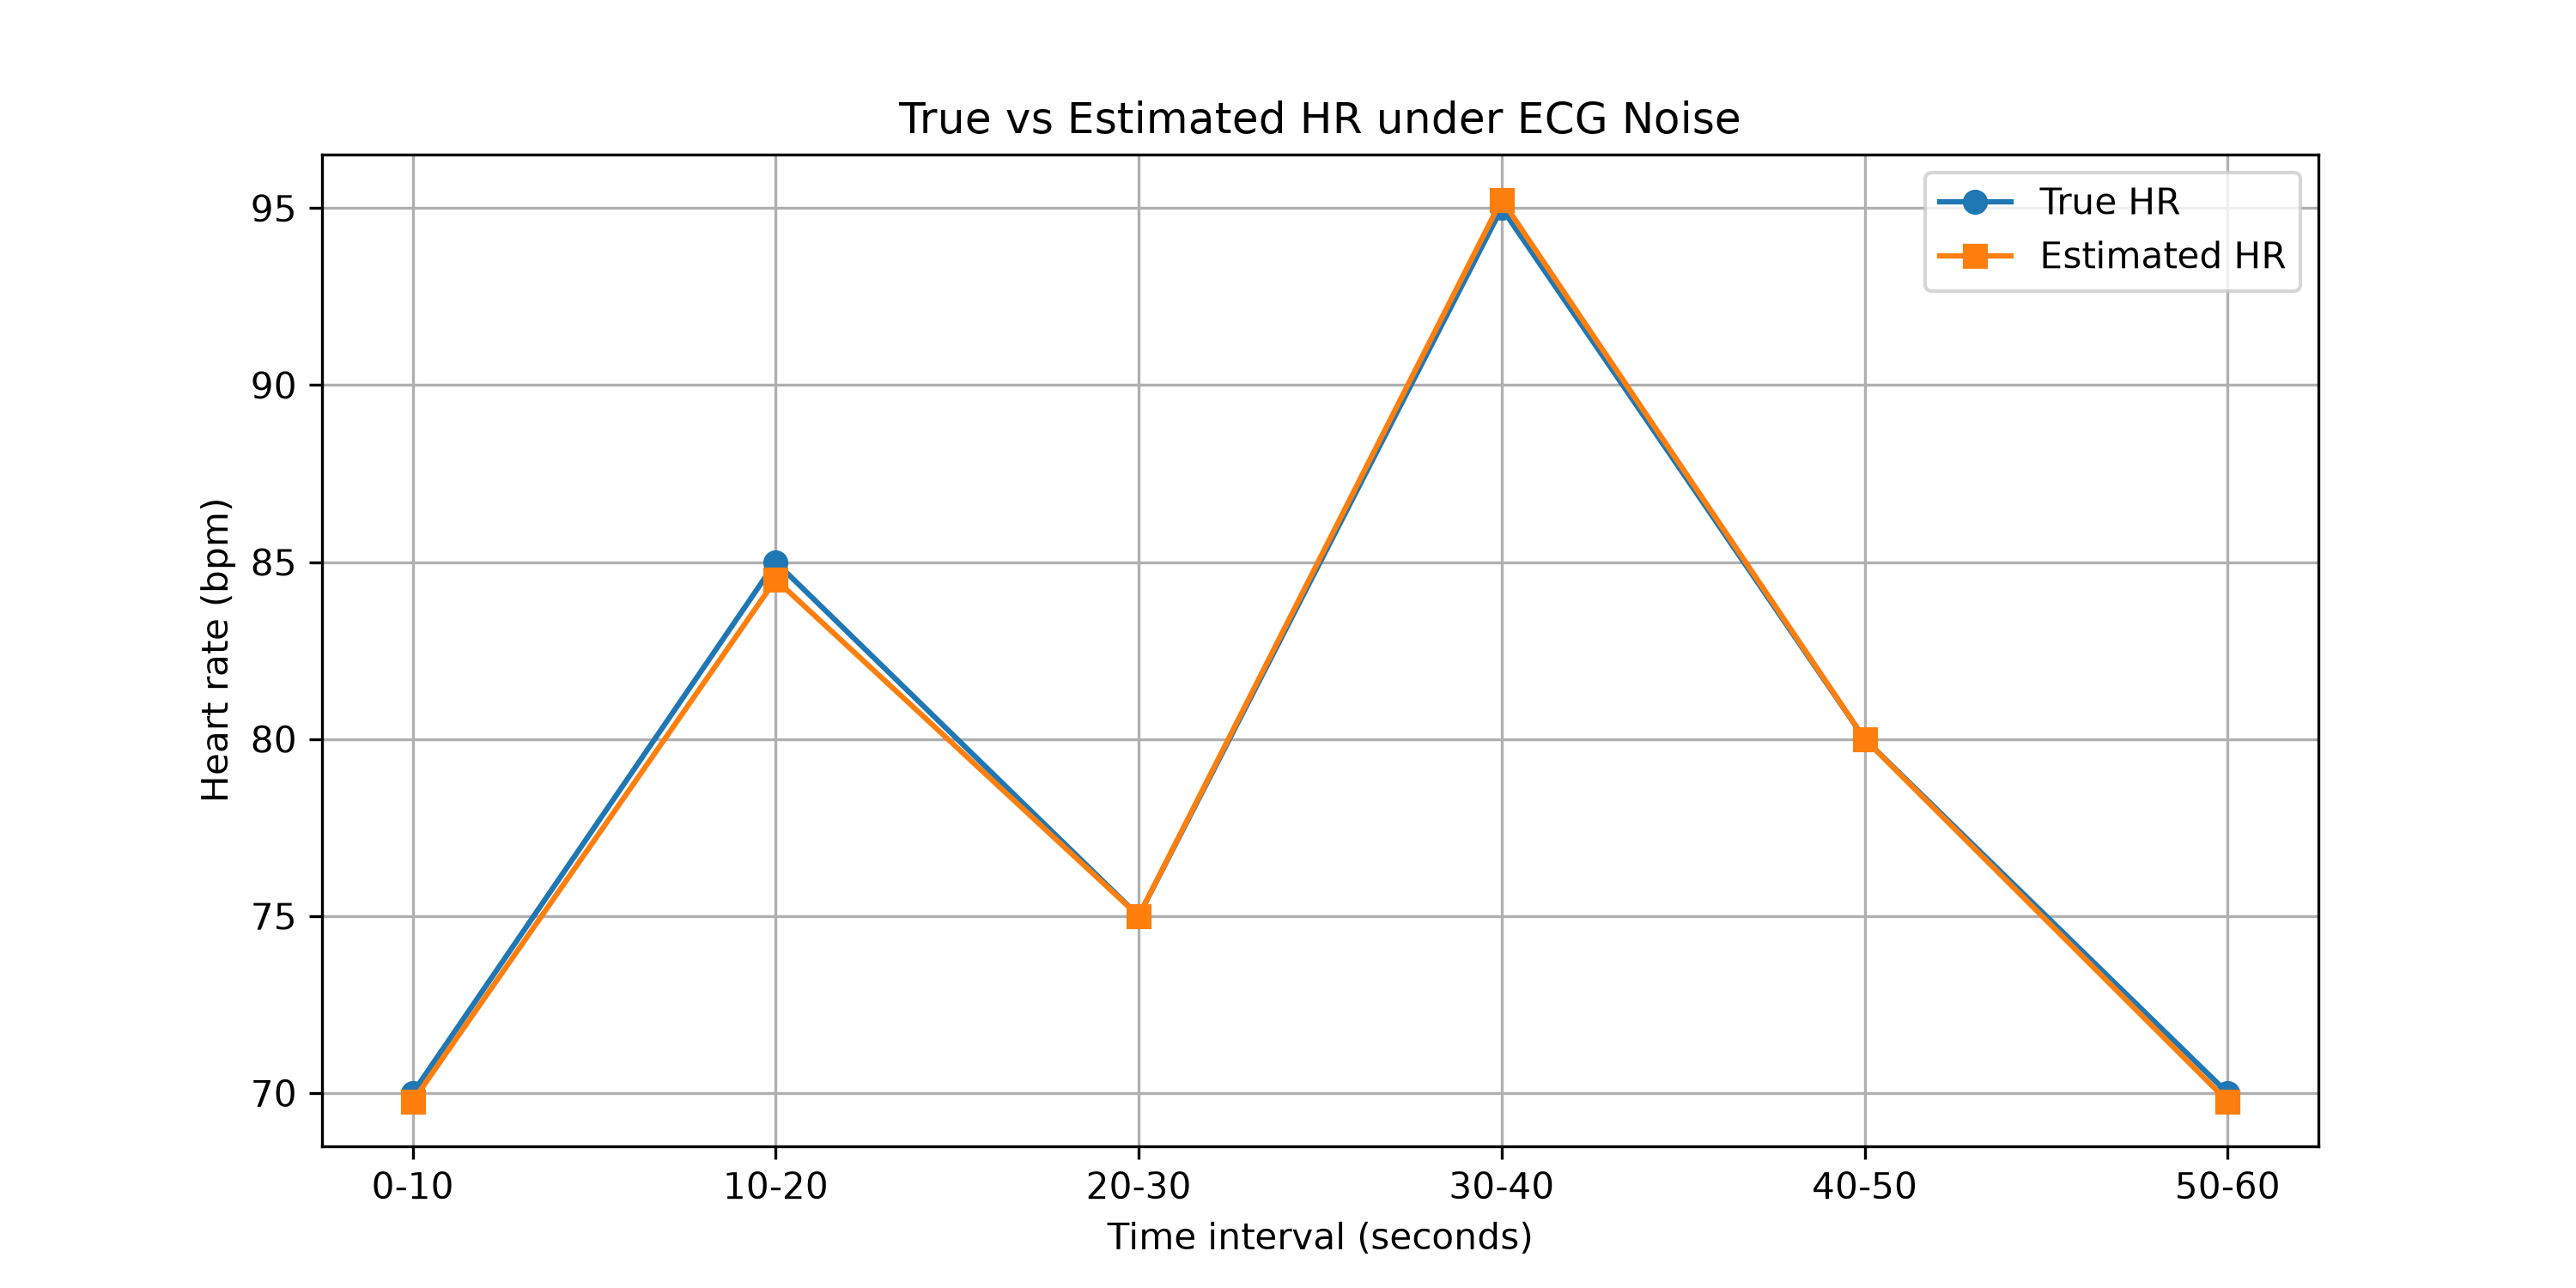 True vs Estimated HR under ECG Noise
True HR
Estimated HR
95
90
85
80
75
70
Heart rate (bpm)
0-10
10-20
20-30
30-40
40-50
50-60
Time interval (seconds)